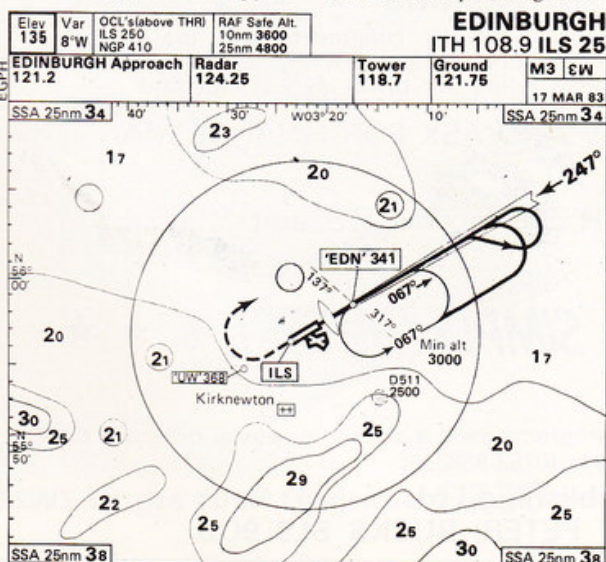 Elev 135
Var 8°W
OCL's(above THR)
ILS 250
NGP 410
RAF Safe Alt.
10nm 3600
25nm 4800
EDINBURGH
ITH 108.9 ILS 25
EGPH
EDINBURGH Approach
121.2
Radar
124.25
Tower
118.7
Ground
121.75
M3
17 MAR 83
SSA 25nm 34
40'
30'
W03°20'
10'
SSA 25nm 34
23
17
20
21
247°
'EDN' 341
N
56°
00'
137°
067°
317°
067°
Min alt
3000
20
21
17
'UW' 368
ILS
Kirknewton
D511
2500
30
25
21
25
20
N
55°
50'
29
22
25
25
25
30
SSA 25nm 38
SSA 25nm 38